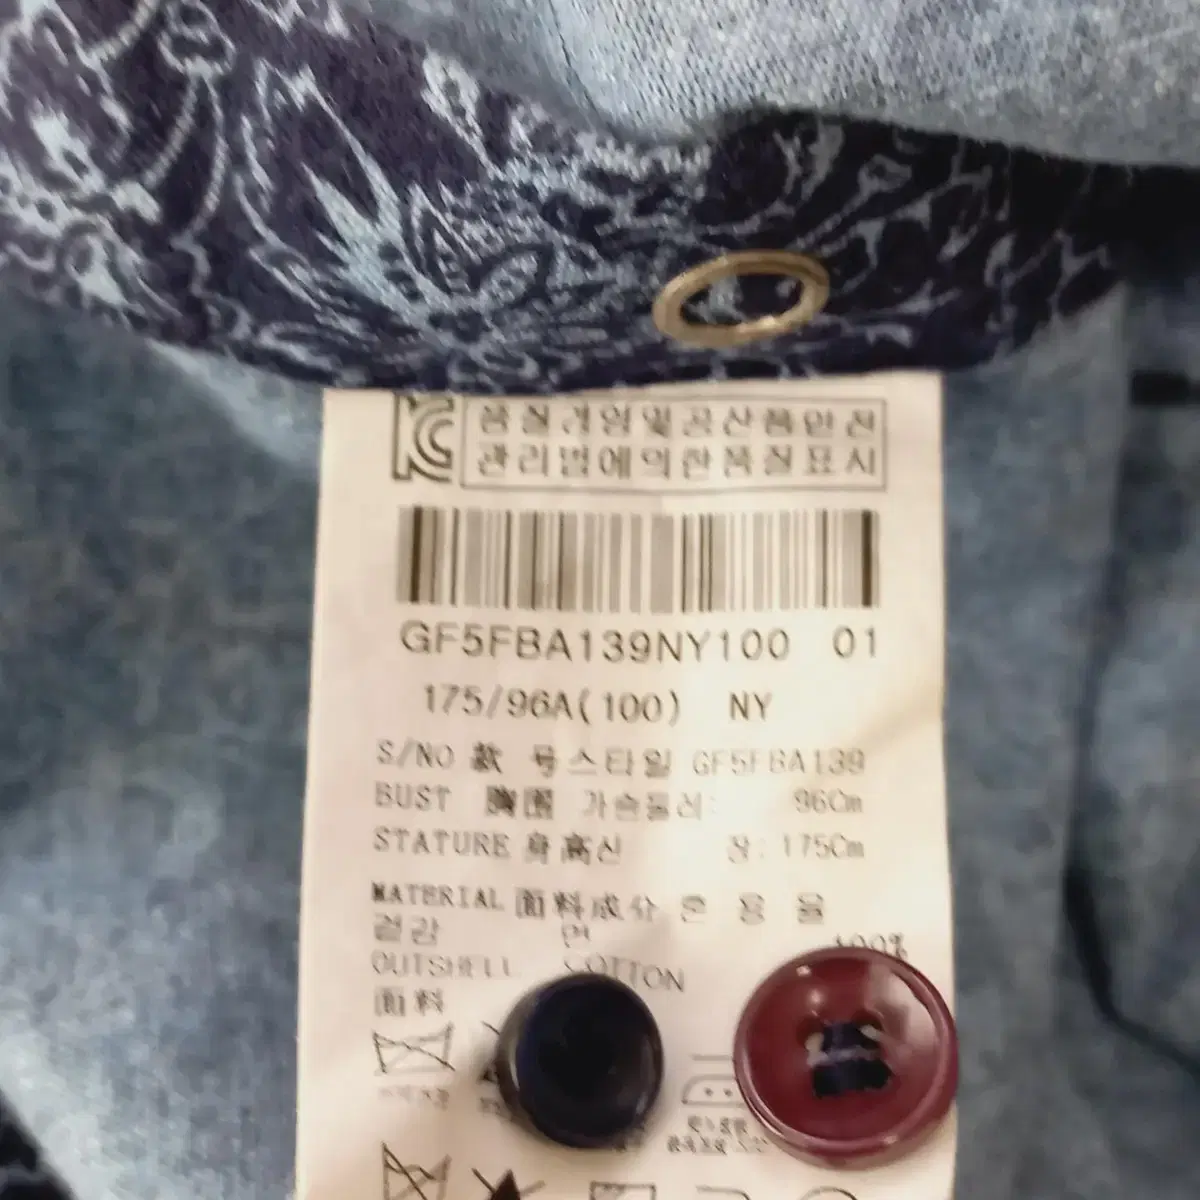 KC 품질경영및공산품안전
관리법에의한품질표시
GF5FBA139NY100 01
175/96A(100) NY
S/NO 款 号 스타일 GF5FBA139
BUST 胸围 가슴둘레: 96Cm
STATURE 身高 신 장: 175Cm
MATERIAL 面料成分 혼 용 율
겉감 면 100%
OUTSHELL COTTON
面料